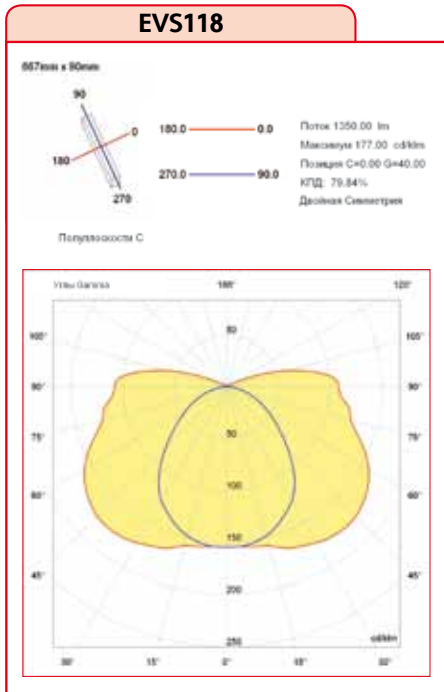 EVS118
667mm x 80mm
90
0
180
270
180.0 0.0
270.0 90.0
Поток 1350.00 lm
Максимум 177.00 cd/klm
Позиция C=0.00 G=40.00
КПД: 79.84%
Двойная Симметрия
Полуплоскости C
Углы Gamma 180° 120°
50
105° 105°
90° 90°
75° 50 75°
60° 100 60°
150
45° 45°
200
250
cd/klm
30° 15° 0° 15° 30°